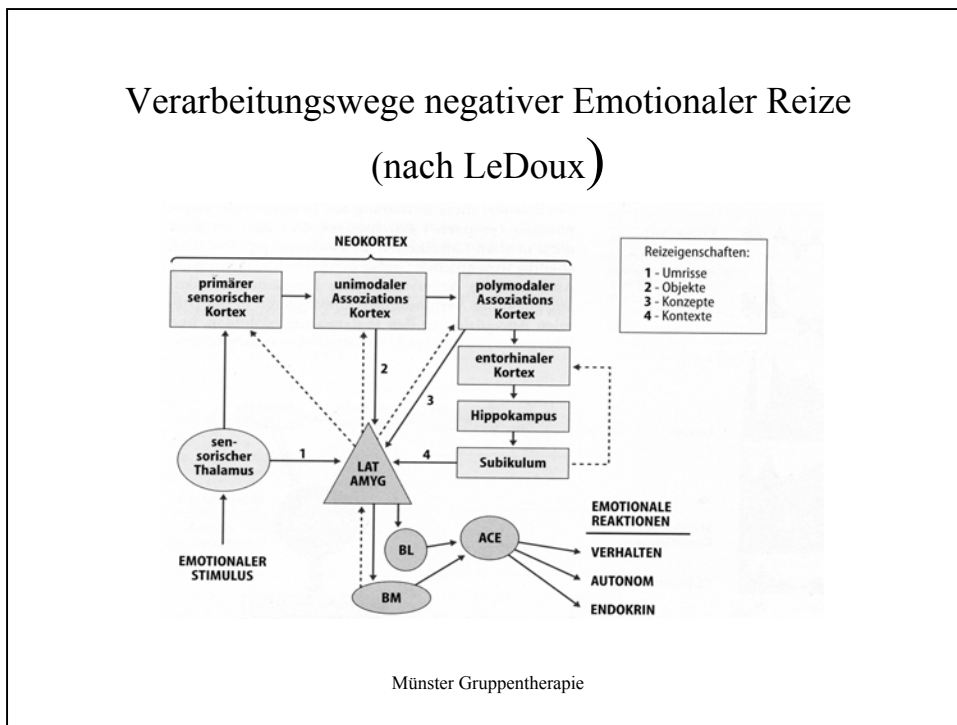 Verarbeitungswege negativer Emotionaler Reize
(nach LeDoux)
NEOKORTEX
primärer
sensorischer
Kortex
unimodaler
Assoziations
Kortex
polymodaler
Assoziations
Kortex
Reizeigenschaften:
1 - Umrisse
2 - Objekte
3 - Konzepte
4 - Kontexte
entorhinaler
Kortex
2
3
Hippokampus
sen-
sorischer
Thalamus
1
LAT
AMYG
4
Subikulum
EMOTIONALER
STIMULUS
BL
BM
ACE
EMOTIONALE
REAKTIONEN
VERHALTEN
AUTONOM
ENDOKRIN
Münster Gruppentherapie